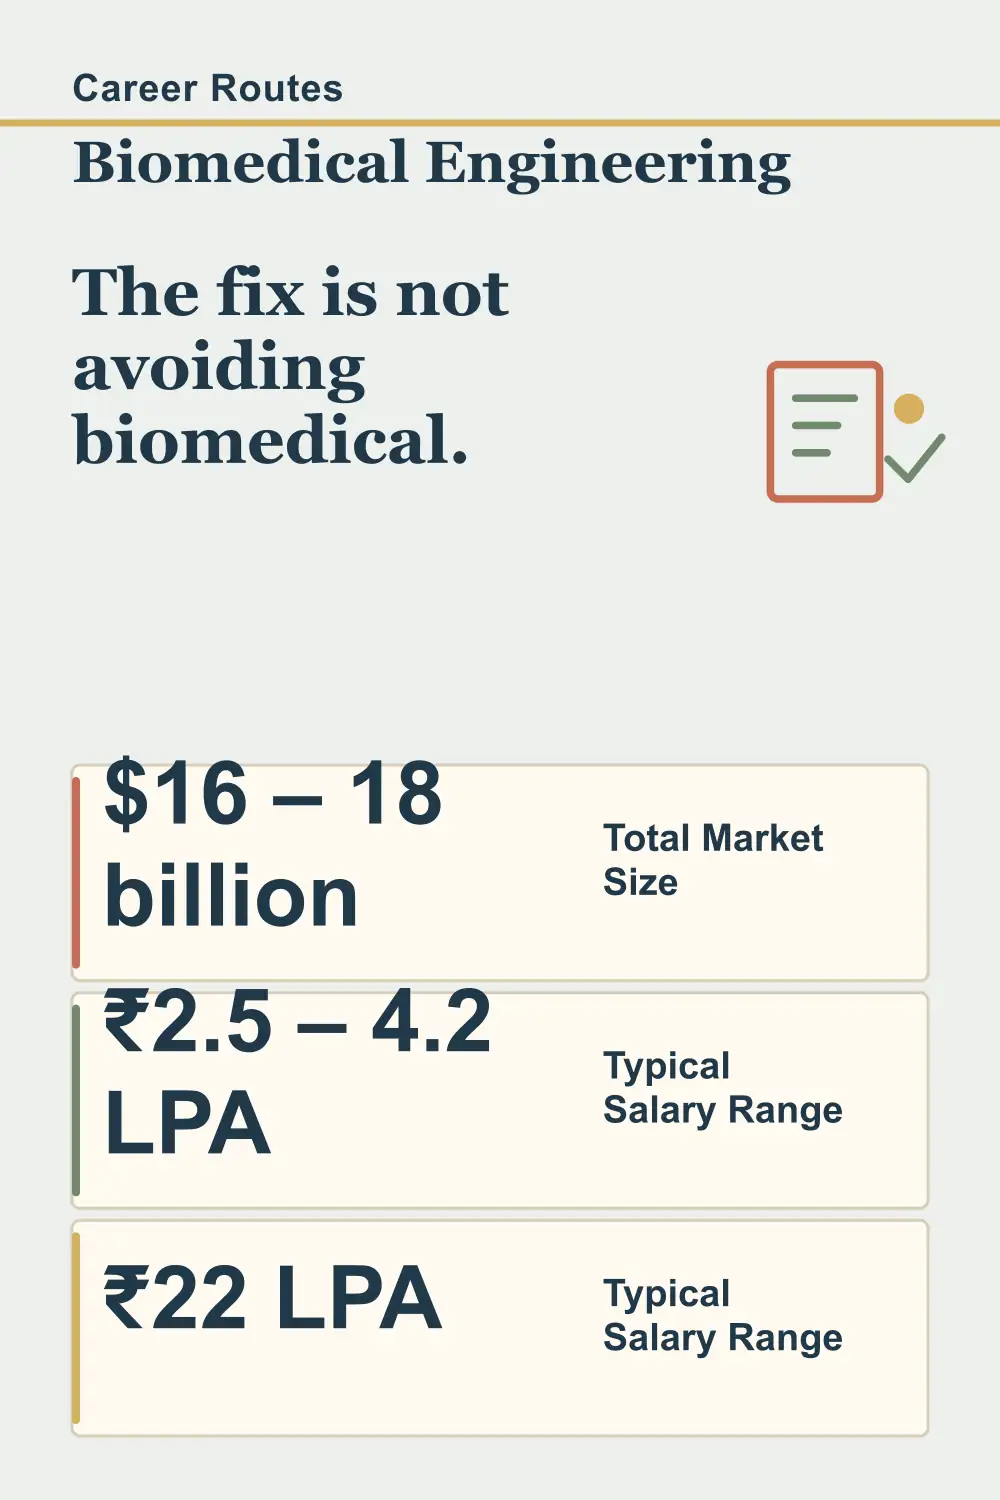 Career Routes
Biomedical Engineering
The fix is not
avoiding
biomedical.
$16 – 18
billion
Total Market
Size
₹2.5 – 4.2
LPA
Typical
Salary Range
₹22 LPA
Typical
Salary Range